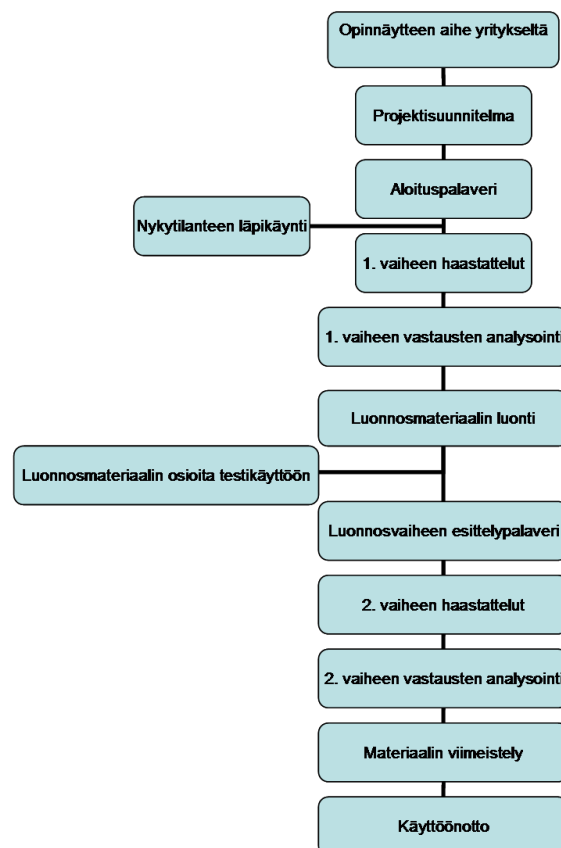 Opinnäytteen aihe yritykseltä
Projektisuunnitelma
Aloituspalaveri
Nykytilanteen läpikäynti
1. vaiheen haastattelut
1. vaiheen vastausten analysointi
Luonnosmateriaalin luonti
Luonnosmateriaalin osioita testikäyttöön
Luonnosvaiheen esittelypalaveri
2. vaiheen haastattelut
2. vaiheen vastausten analysointi
Materiaalin viimeistely
Käyttöönotto